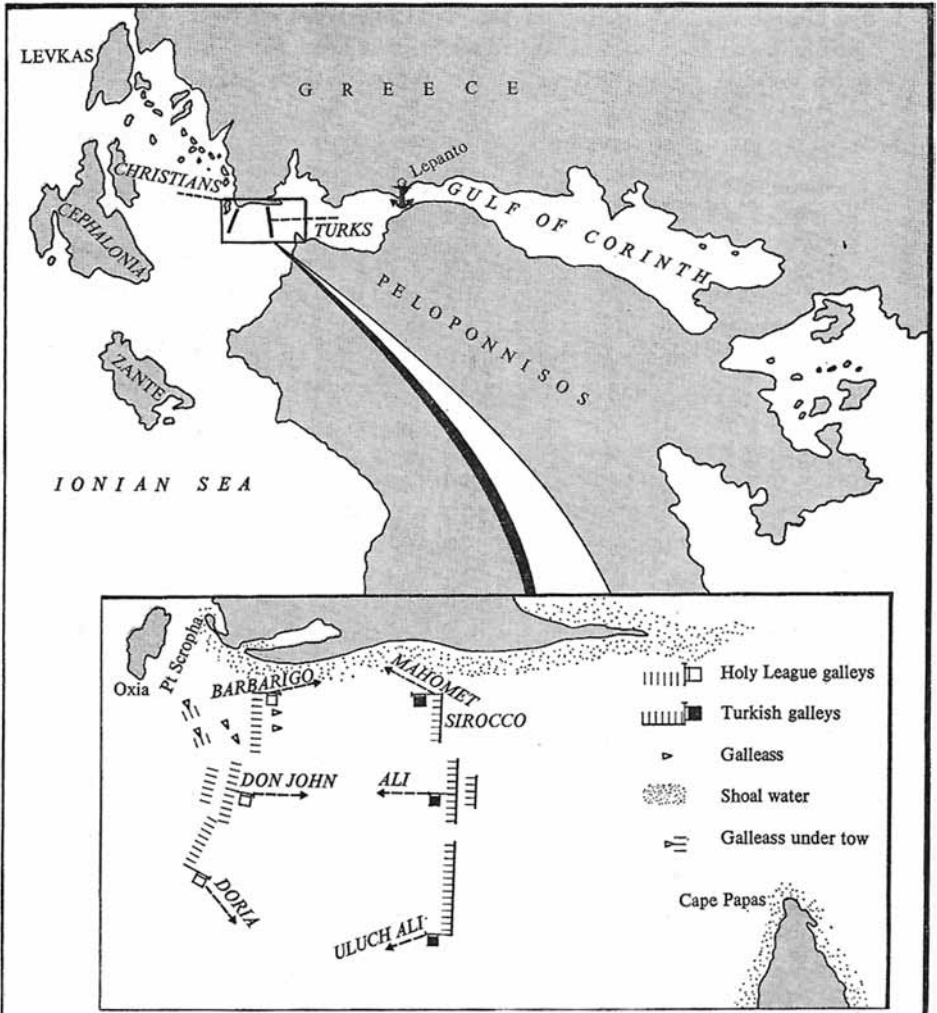 LEVKAS
GREECE
Lepanto
CHRISTIANS
GULF OF CORINTH
CEPHALONIA
TURKS
PELOPONNISOS
ZANTE
IONIAN SEA
Oxia
Pt Scropha
BARBARIGO
MAHOMET
SIROCCO
DON JOHN
ALI
DORIA
ULUCH ALI
Holy League galleys
Turkish galleys
Galleass
Shoal water
Galleass under tow
Cape Papas